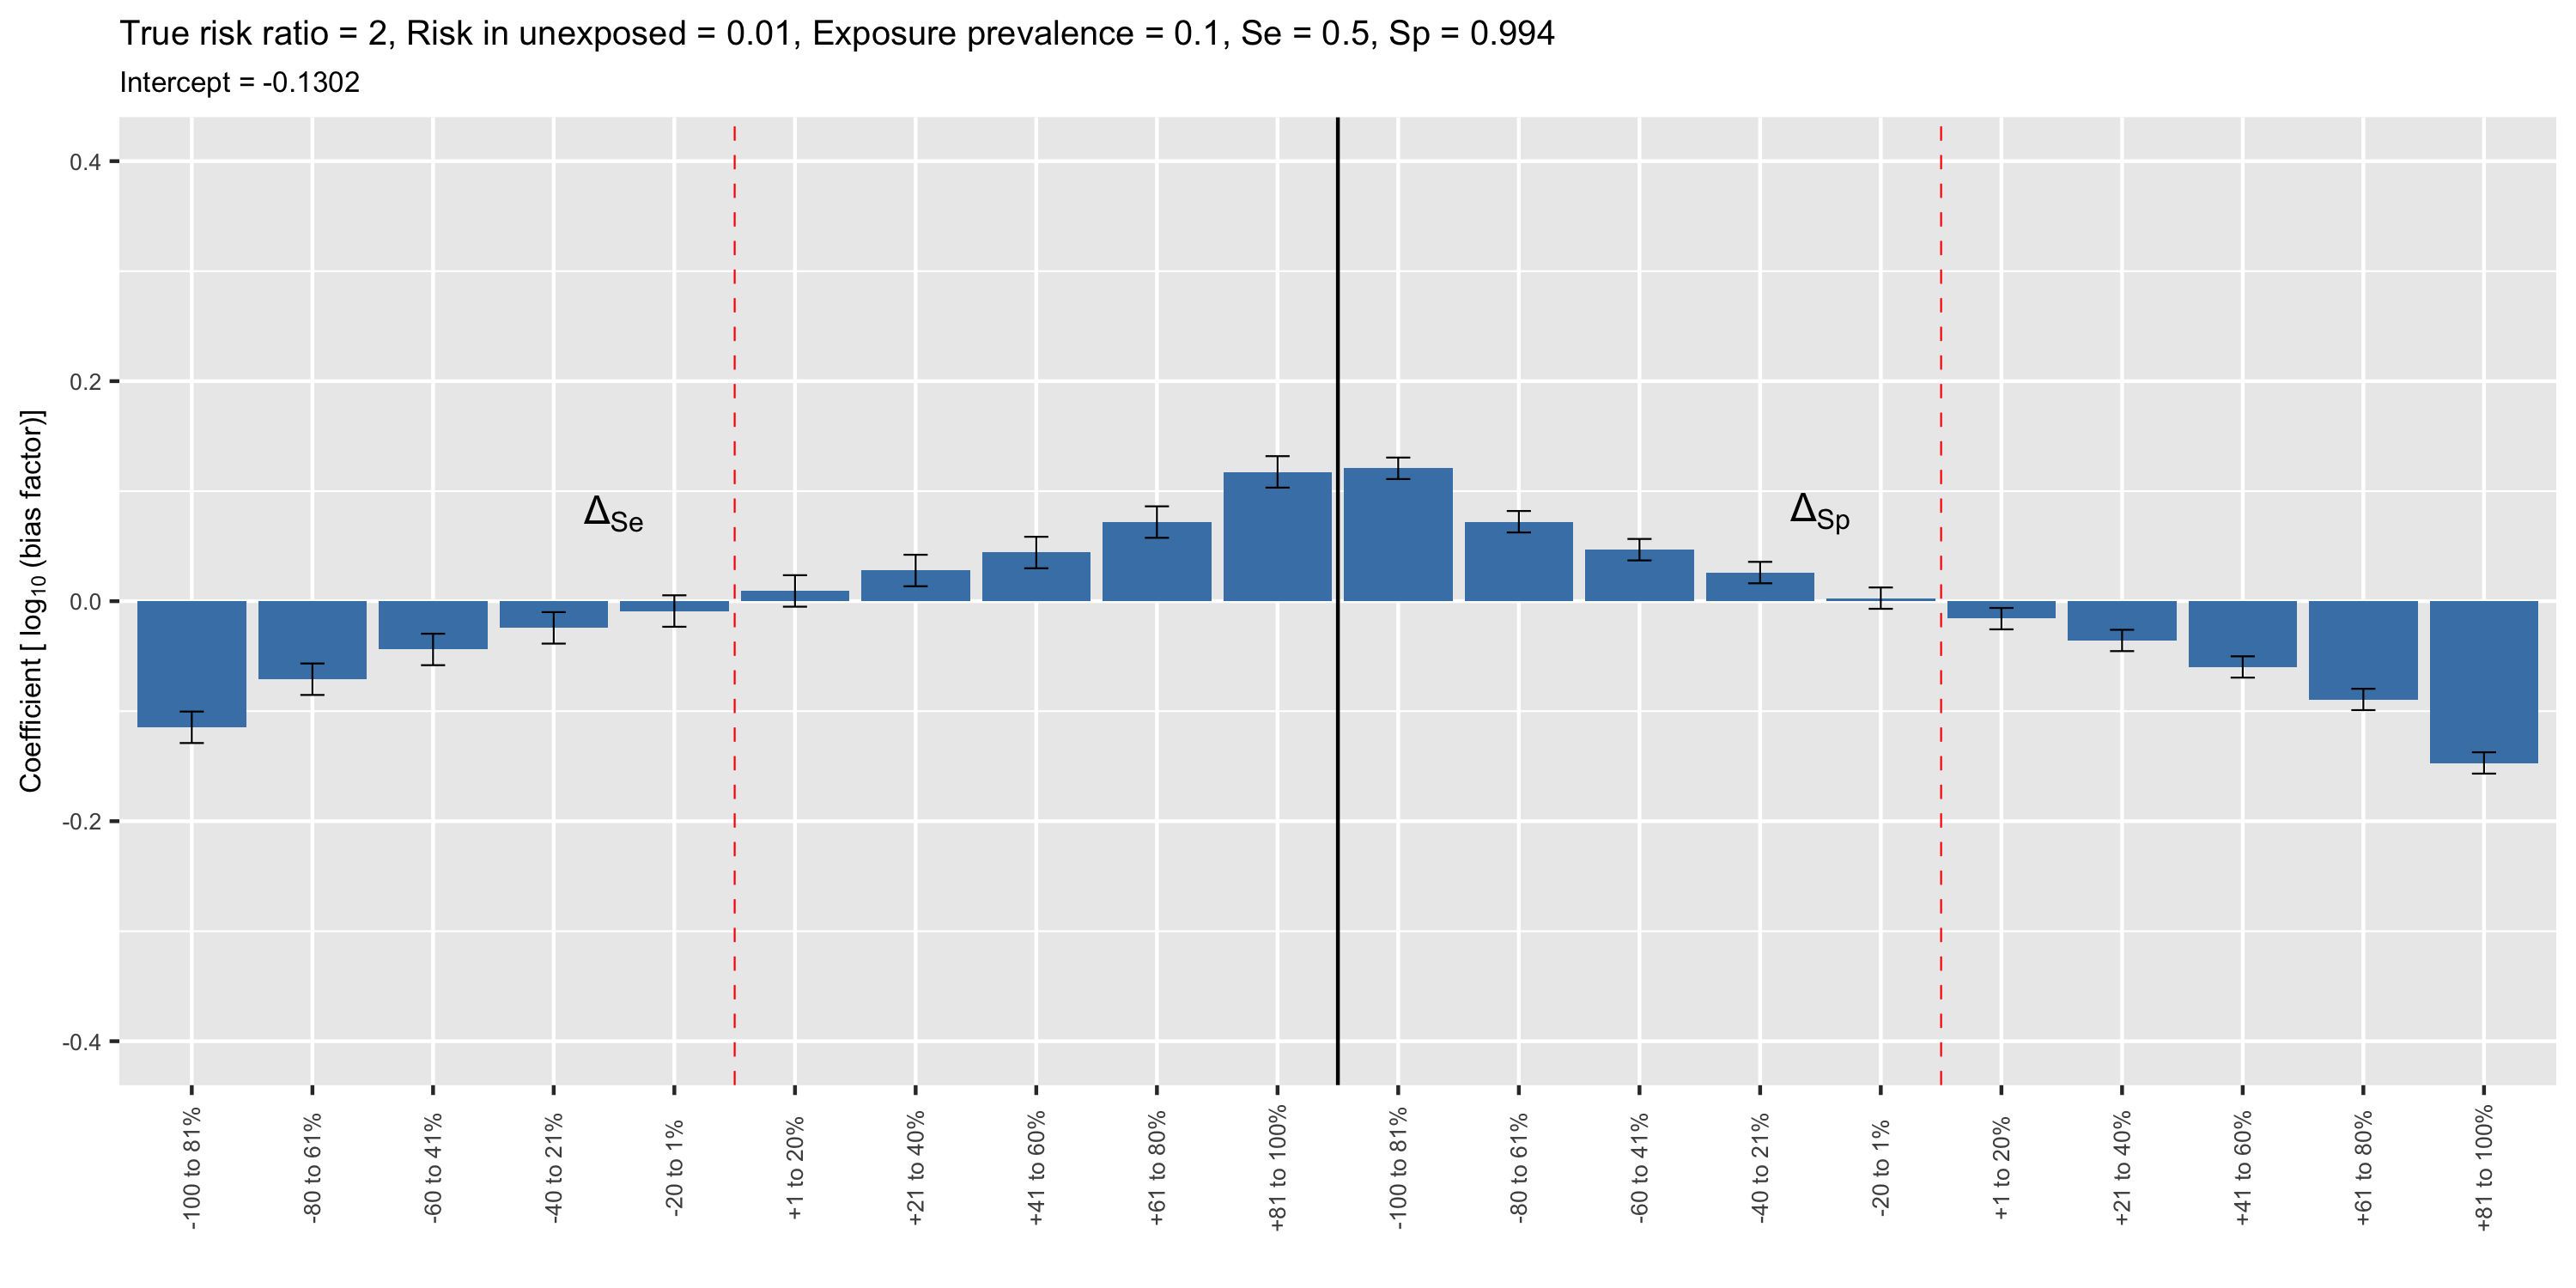 True risk ratio = 2, Risk in unexposed = 0.01, Exposure prevalence = 0.1, Se = 0.5, Sp = 0.994
Intercept = -0.1302
Coefficient [ log10 (bias factor)]
0.4
0.2
0.0
-0.2
-0.4
ΔSe
ΔSp
-100 to 81%
-80 to 61%
-60 to 41%
-40 to 21%
-20 to 1%
+1 to 20%
+21 to 40%
+41 to 60%
+61 to 80%
+81 to 100%
-100 to 81%
-80 to 61%
-60 to 41%
-40 to 21%
-20 to 1%
+1 to 20%
+21 to 40%
+41 to 60%
+61 to 80%
+81 to 100%